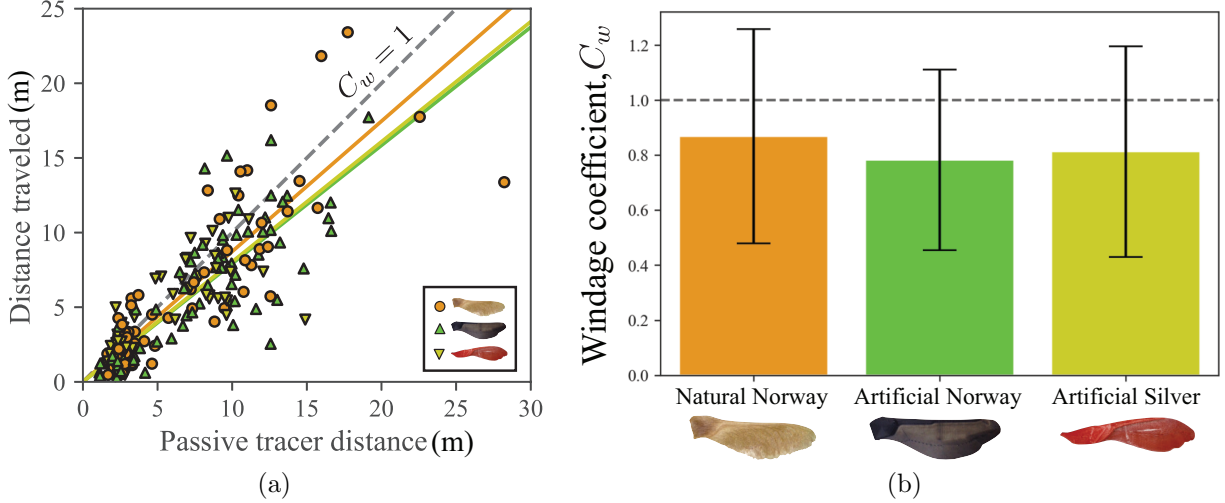 25
20
15
10
5
0
0 5 10 15 20 25 30
Distance traveled (m)
Passive tracer distance (m)
C_w = 1
(a)
Windage coefficient, C_w
1.2
1.0
0.8
0.6
0.4
0.2
0.0
Natural Norway Artificial Norway Artificial Silver
(b)